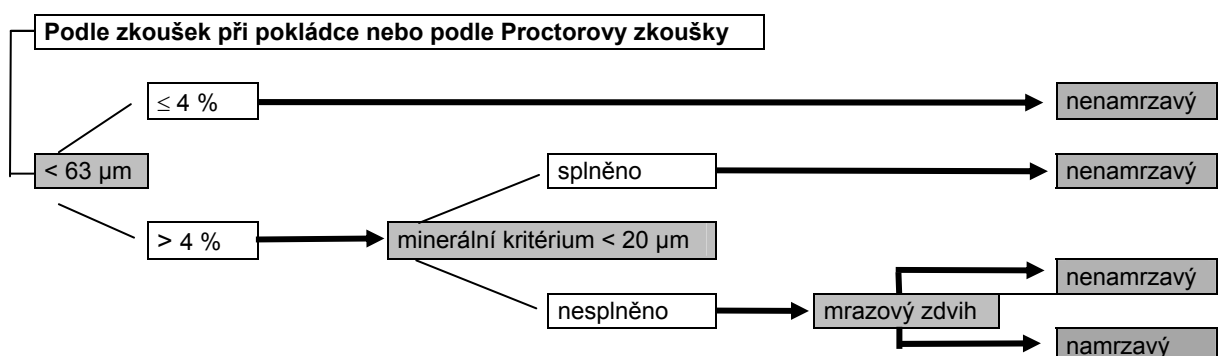 Podle zkoušek při pokládce nebo podle Proctorovy zkoušky
≤ 4 %
nenamrzavý
< 63 μm
splněno
nenamrzavý
> 4 %
minerální kritérium < 20 μm
nenamrzavý
nesplněno
mrazový zdvih
namrzavý